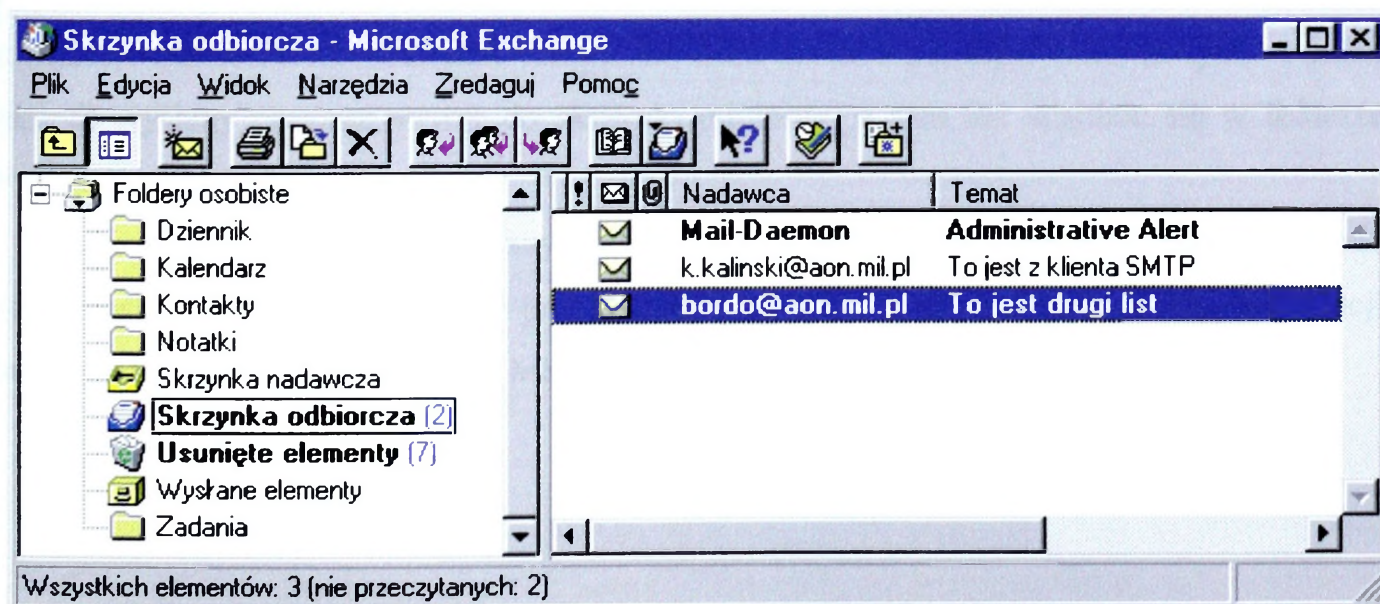 Skrzynka odbiorcza - Microsoft Exchange
Plik Edycja Widok Narzędzia Zredaguj Pomoc
Foldery osobiste
Dziennik
Kalendarz
Kontakty
Notatki
Skrzynka nadawcza
Skrzynka odbiorcza (2)
Usunięte elementy (7)
Wysłane elementy
Zadania
Nadawca Temat
Mail-Daemon Administrative Alert
k.kalinski@aon.mil.pl To jest z klienta SMTP
bordo@aon.mil.pl To jest drugi list
Wszystkich elementów: 3 (nie przeczytanych: 2)